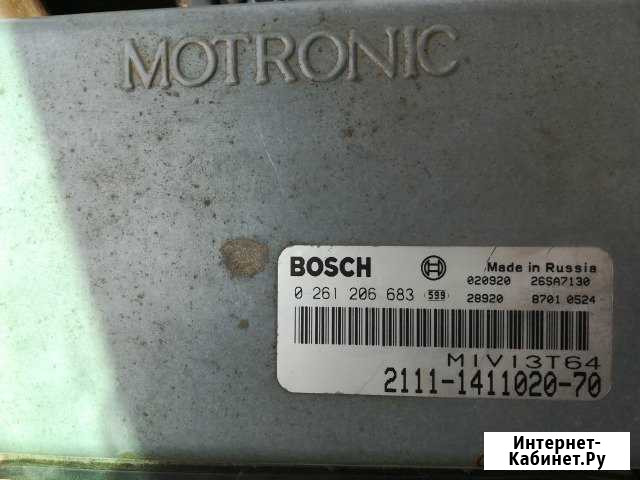 MOTRONIC
BOSCH Made in Russia
020920 26SA7130
0 261 206 683 599 28920 8701 0524
M1V13T64
2111-1411020-70
Интернет-
Кабинет.Ру